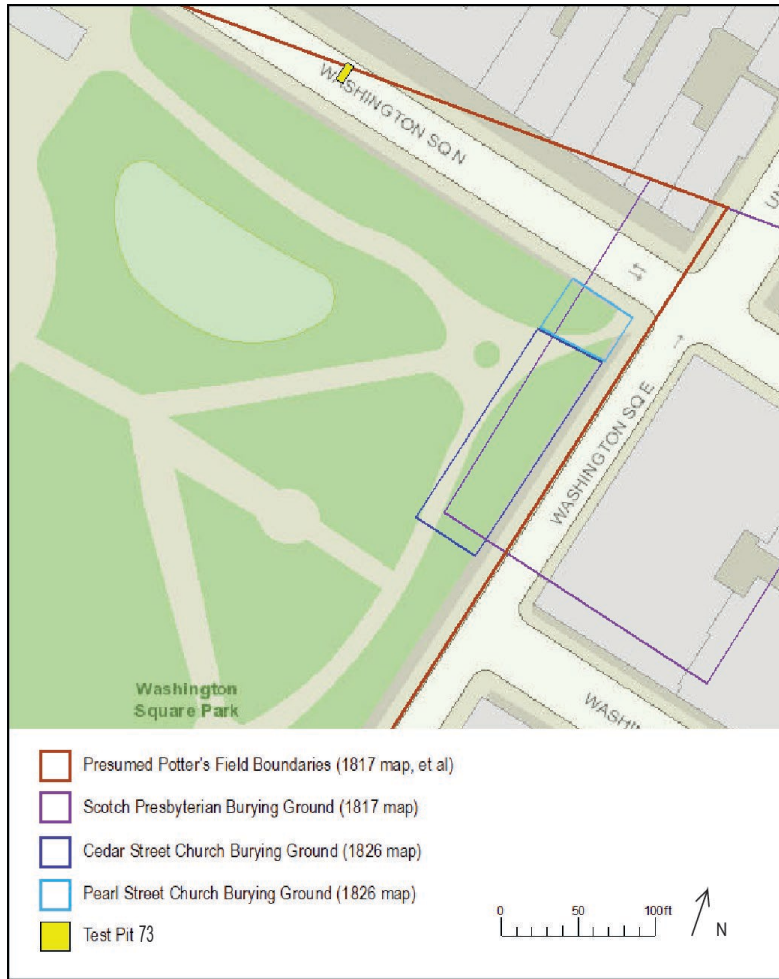 WASHINGTON SQ N
WASHINGTON SQ E
WASHIN
Washington
Square Park
Presumed Potter's Field Boundaries (1817 map, et al)
Scotch Presbyterian Burying Ground (1817 map)
Cedar Street Church Burying Ground (1826 map)
Pearl Street Church Burying Ground (1826 map)
Test Pit 73
0 50 100ft
N